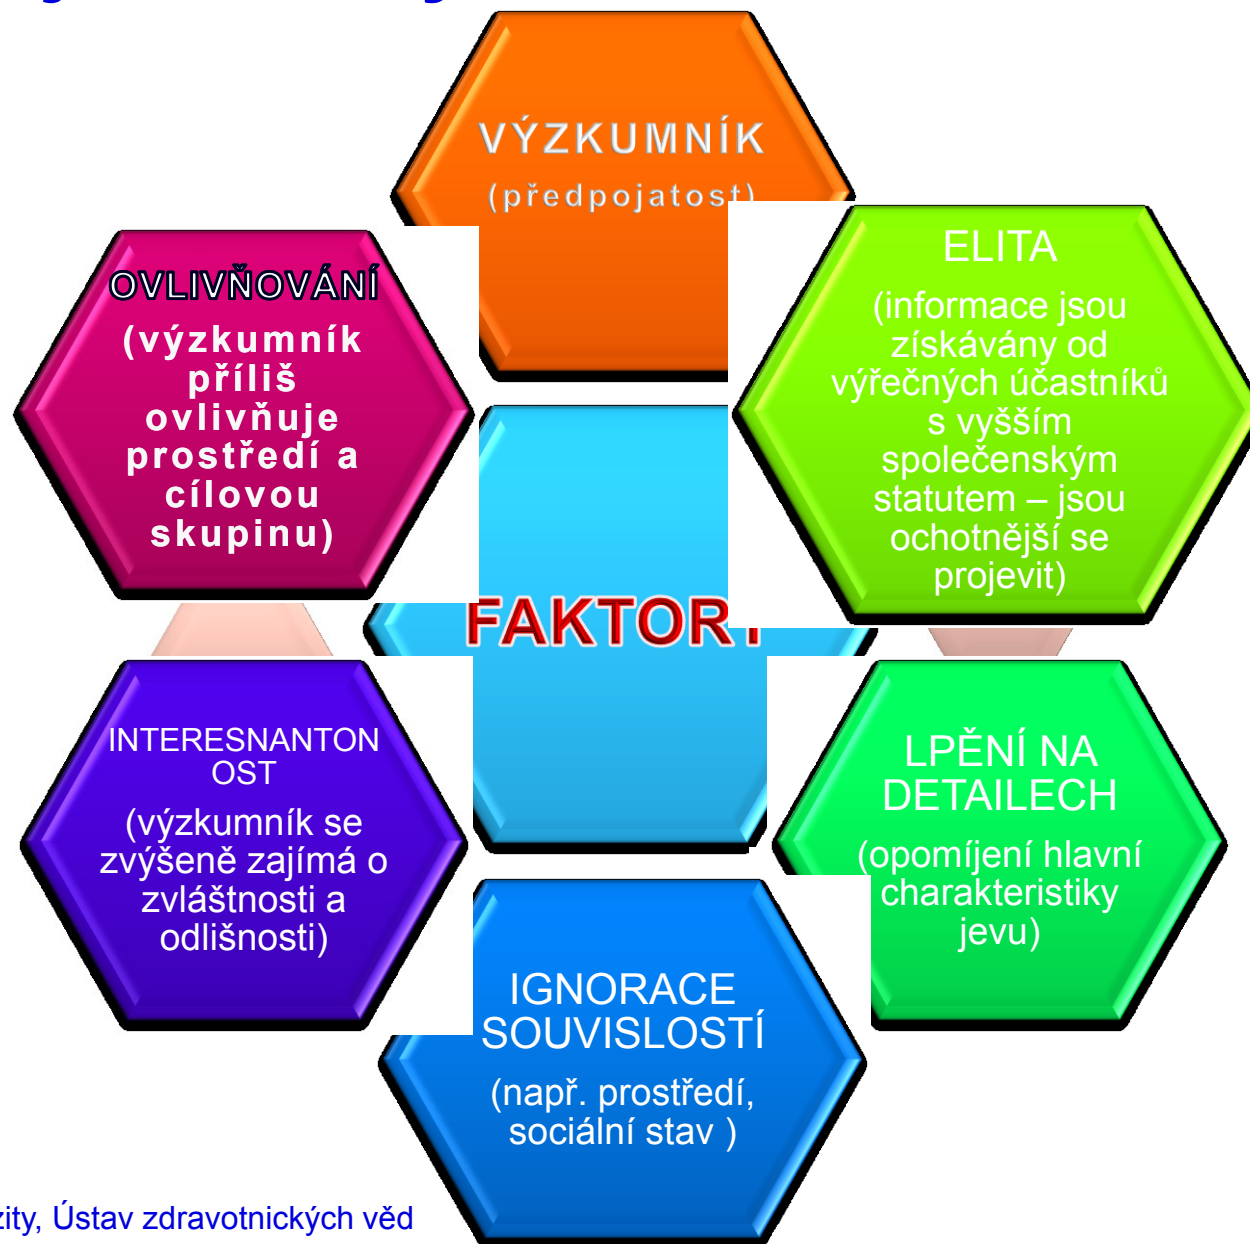 VÝZKUMNÍK
(předpojatost)
OVLIVŇOVÁNÍ
(výzkumník
příliš
ovlivňuje
prostředí a
cílovou
skupinu)
ELITA
(informace jsou
získávány od
výřečných účastníků
s vyšším
společenským
statutem – jsou
ochotnější se
projevit)
FAKTORY
INTERESNANTON
OST
(výzkumník se
zvýšeně zajímá o
zvláštnosti a
odlišnosti)
LPĚNÍ NA
DETAILECH
(opomíjení hlavní
charakteristiky
jevu)
IGNORACE
SOUVISLOSTÍ
(např. prostředí,
sociální stav )
zity, Ústav zdravotnických věd